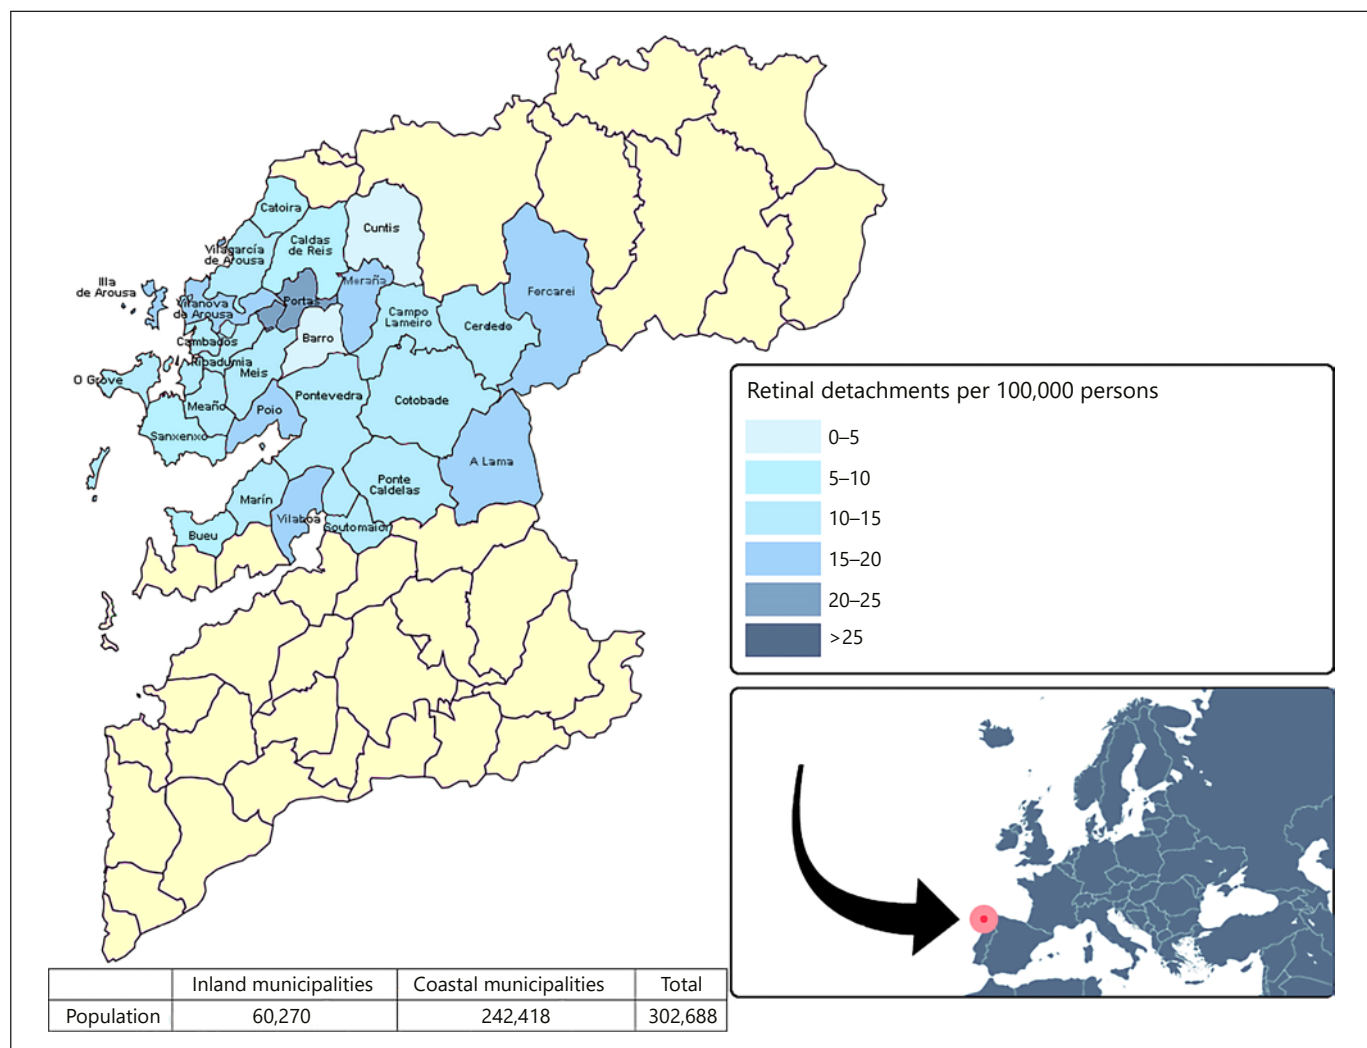 Catoira
Cuntis
Caldas
de Reis
Vilagarcía
de Arousa
Illa
de Arousa
Moraña
Forcarei
Portas
Vilanova
de Arousa
Campo
Lameiro
Cerdedo
Barro
Cambados
Ribadumia
Meis
O Grove
Pontevedra
Cotobade
Meaño
Poio
Sanxenxo
A Lama
Ponte
Caldelas
Marín
Vilaboa
Soutomaior
Bueu
Retinal detachments per 100,000 persons
0–5
5–10
10–15
15–20
20–25
>25
Inland municipalities Coastal municipalities Total
Population 60,270 242,418 302,688